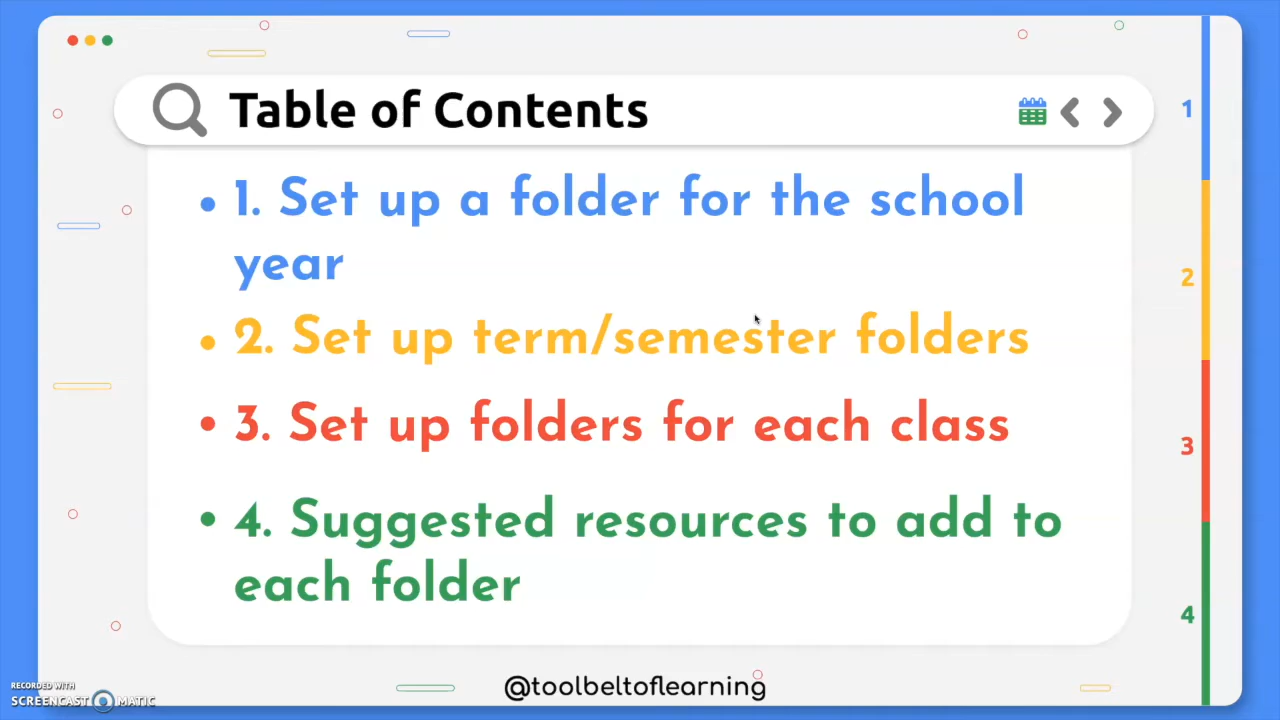 Table of Contents
• 1. Set up a folder for the school
year
• 2. Set up term/semester folders
• 3. Set up folders for each class
• 4. Suggested resources to add to
each folder
1
2
3
4
@toolbeltoflearning
RECORDED WITH
SCREENCAST MATIC